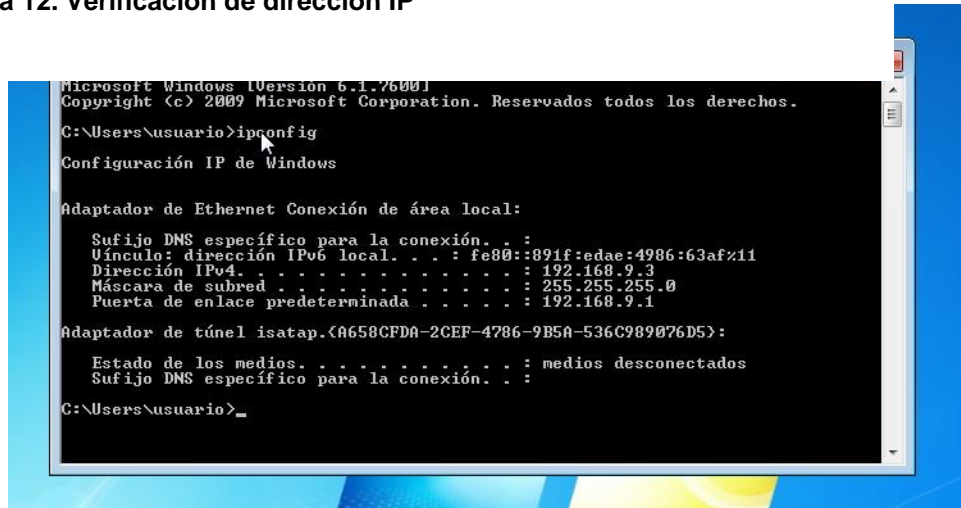 a 12. Verificación de dirección IP
Microsoft Windows [Versión 6.1.7600]
Copyright (c) 2009 Microsoft Corporation. Reservados todos los derechos.
C:\Users\usuario>ipconfig
Configuración IP de Windows
Adaptador de Ethernet Conexión de área local:
Sufijo DNS específico para la conexión. . :
Vínculo: dirección IPv6 local. . . : fe80::891f:edae:4986:63af%11
Dirección IPv4. . . . . . . . . . . . . . : 192.168.9.3
Máscara de subred . . . . . . . . . . . . : 255.255.255.0
Puerta de enlace predeterminada . . . . . : 192.168.9.1
Adaptador de túnel isatap.{A658CFDA-2CEF-4786-9B5A-536C989076D5}:
Estado de los medios. . . . . . . . . . . : medios desconectados
Sufijo DNS específico para la conexión. . :
C:\Users\usuario>_